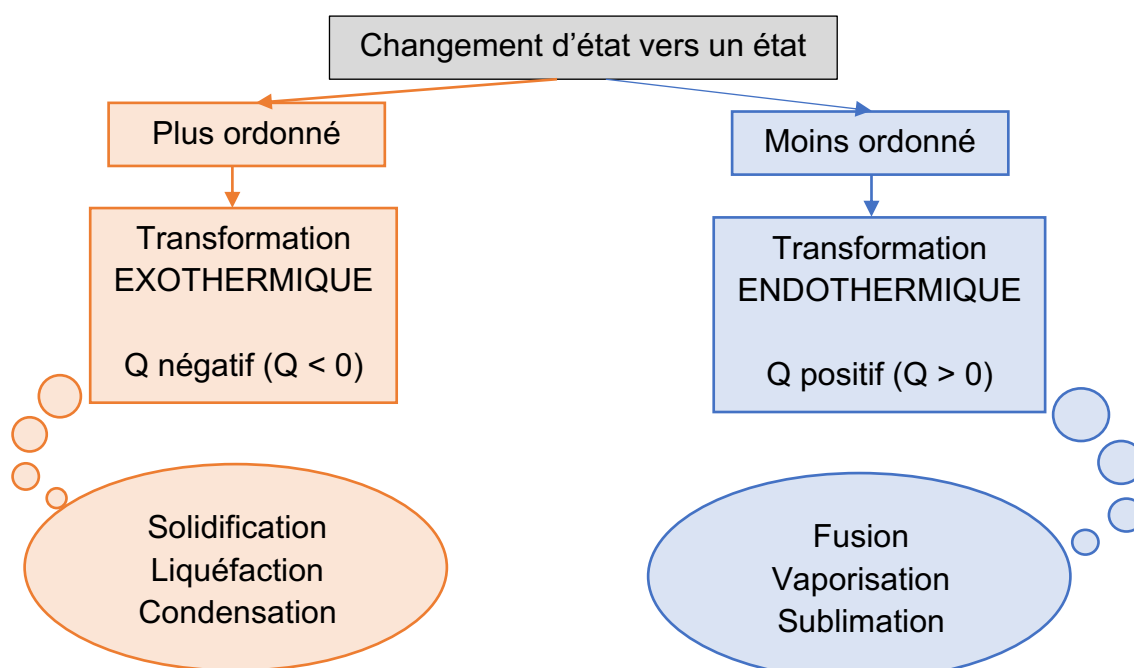 Changement d’état vers un état
Plus ordonné
Transformation
EXOTHERMIQUE
Q négatif (Q < 0)
Solidification
Liquéfaction
Condensation
Moins ordonné
Transformation
ENDOTHERMIQUE
Q positif (Q > 0)
Fusion
Vaporisation
Sublimation